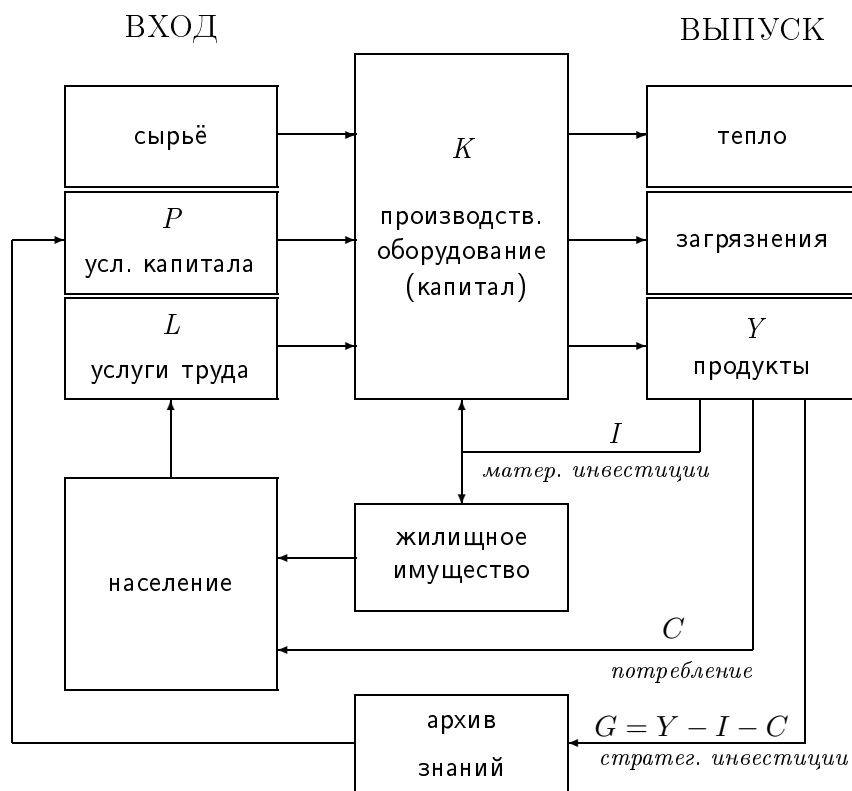 ВХОД
ВЫПУСК
сырьё
K
производств.
оборудование
(капитал)
тепло
P
усл. капитала
загрязнения
L
услуги труда
Y
продукты
I
матер. инвестиции
население
жилищное
имущество
C
потребление
архив
знаний
G = Y − I − C
стратег. инвестиции